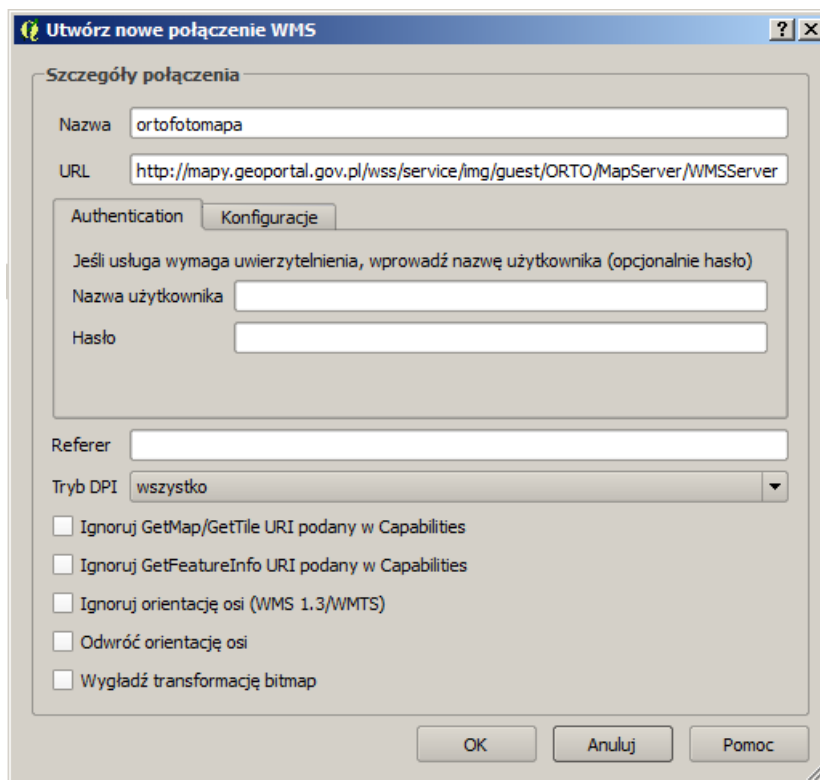 Utwórz nowe połączenie WMS
Szczegóły połączenia
Nazwa ortofotomapa
URL http://mapy.geoportal.gov.pl/wss/service/img/guest/ORTO/MapServer/WMSServer
Authentication Konfiguracje
Jeśli usługa wymaga uwierzytelnienia, wprowadź nazwę użytkownika (opcjonalnie hasło)
Nazwa użytkownika
Hasło
Referer
Tryb DPI wszystko
Ignoruj GetMap/GetTile URI podany w Capabilities
Ignoruj GetFeatureInfo URI podany w Capabilities
Ignoruj orientację osi (WMS 1.3/WMTS)
Odwróć orientację osi
Wygładź transformację bitmap
OK Anuluj Pomoc